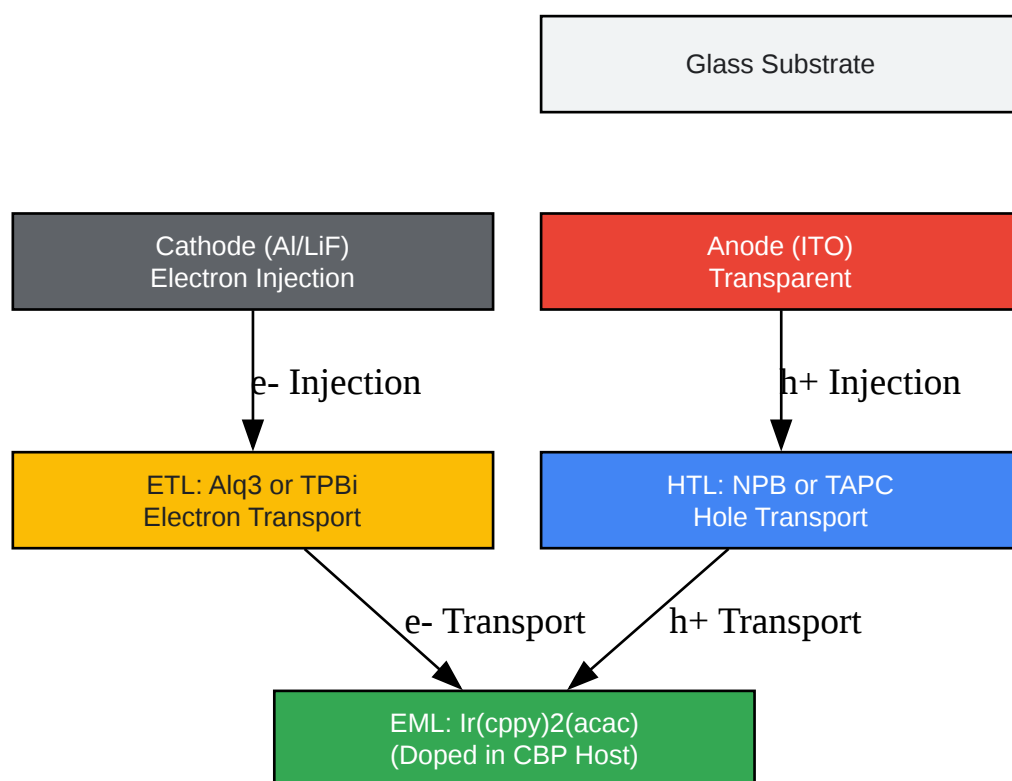 Glass Substrate
Cathode (Al/LiF)
Electron Injection
Anode (ITO)
Transparent
e- Injection
h+ Injection
ETL: Alq3 or TPBi
Electron Transport
HTL: NPB or TAPC
Hole Transport
e- Transport
h+ Transport
EML: Ir(cppy)2(acac)
(Doped in CBP Host)